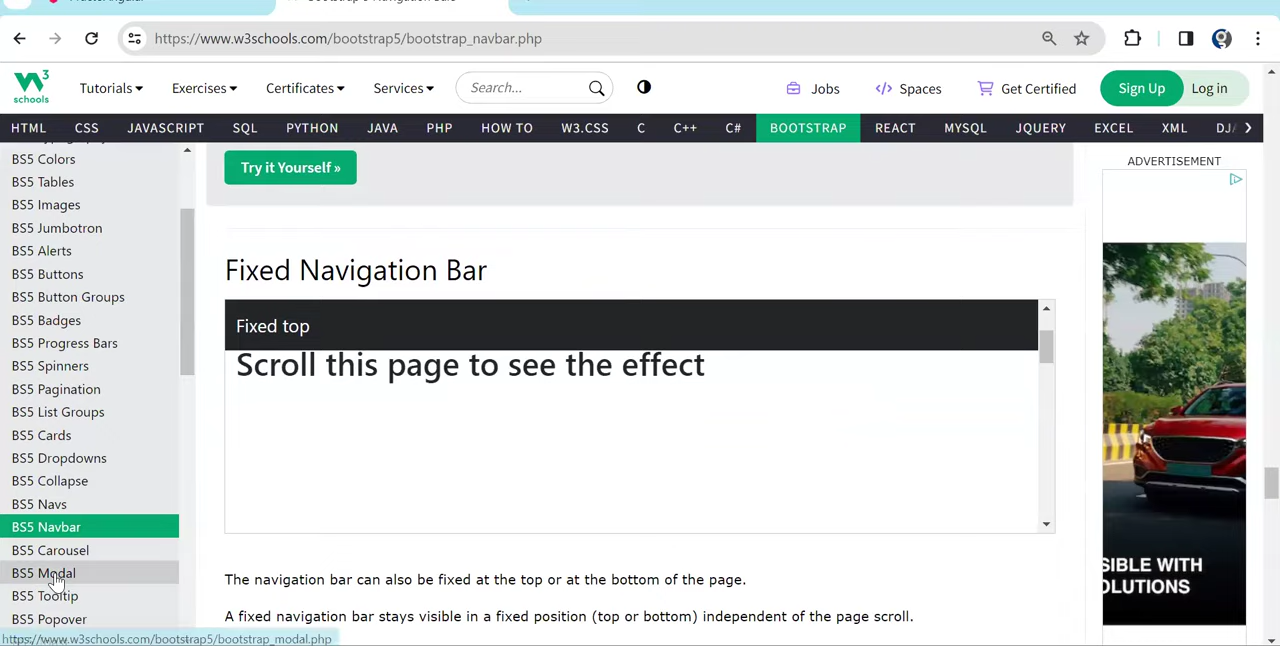 https://www.w3schools.com/bootstrap5/bootstrap_navbar.php
W3
schools
Tutorials
Exercises
Certificates
Services
Search...
Jobs
Spaces
Get Certified
Sign Up
Log in
HTML CSS JAVASCRIPT SQL PYTHON JAVA PHP HOW TO W3.CSS C C++ C# BOOTSTRAP REACT MYSQL JQUERY EXCEL XML
BS5 Colors
BS5 Tables
BS5 Images
BS5 Jumbotron
BS5 Alerts
BS5 Buttons
BS5 Button Groups
BS5 Badges
BS5 Progress Bars
BS5 Spinners
BS5 Pagination
BS5 List Groups
BS5 Cards
BS5 Dropdowns
BS5 Collapse
BS5 Navs
BS5 Navbar
BS5 Carousel
BS5 Modal
BS5 Tooltip
BS5 Popover
https://www.w3schools.com/bootstrap5/bootstrap_modal.php
Try it Yourself »
Fixed Navigation Bar
Fixed top
Scroll this page to see the effect
The navigation bar can also be fixed at the top or at the bottom of the page.
A fixed navigation bar stays visible in a fixed position (top or bottom) independent of the page scroll.
ADVERTISEMENT
SIBLE WITH
OLUTIONS